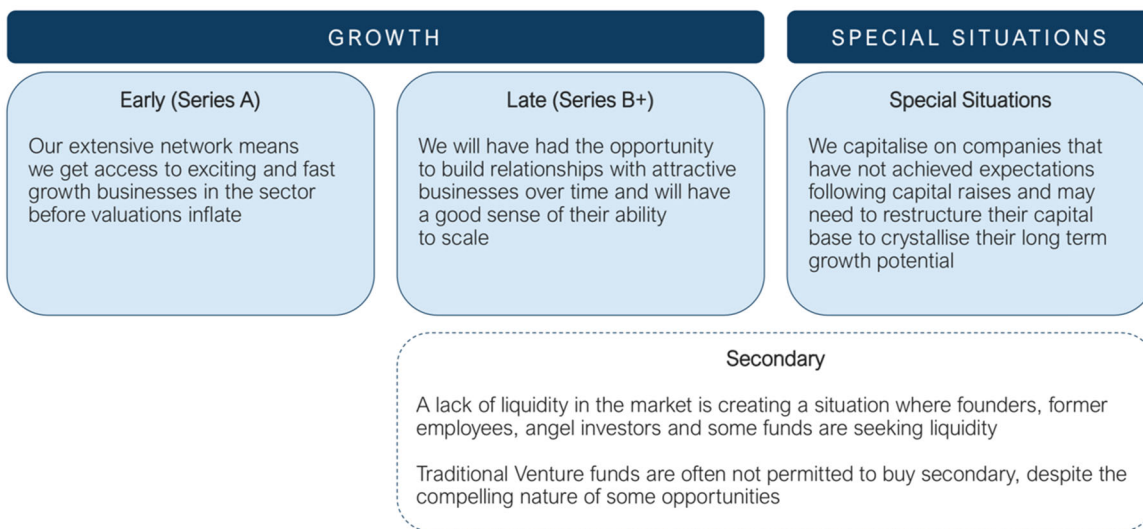 GROWTH
SPECIAL SITUATIONS
Early (Series A)
Our extensive network means
we get access to exciting and fast
growth businesses in the sector
before valuations inflate
Late (Series B+)
We will have had the opportunity
to build relationships with attractive
businesses over time and will have
a good sense of their ability
to scale
Special Situations
We capitalise on companies that
have not achieved expectations
following capital raises and may
need to restructure their capital
base to crystallise their long term
growth potential
Secondary
A lack of liquidity in the market is creating a situation where founders, former
employees, angel investors and some funds are seeking liquidity
Traditional Venture funds are often not permitted to buy secondary, despite the
compelling nature of some opportunities